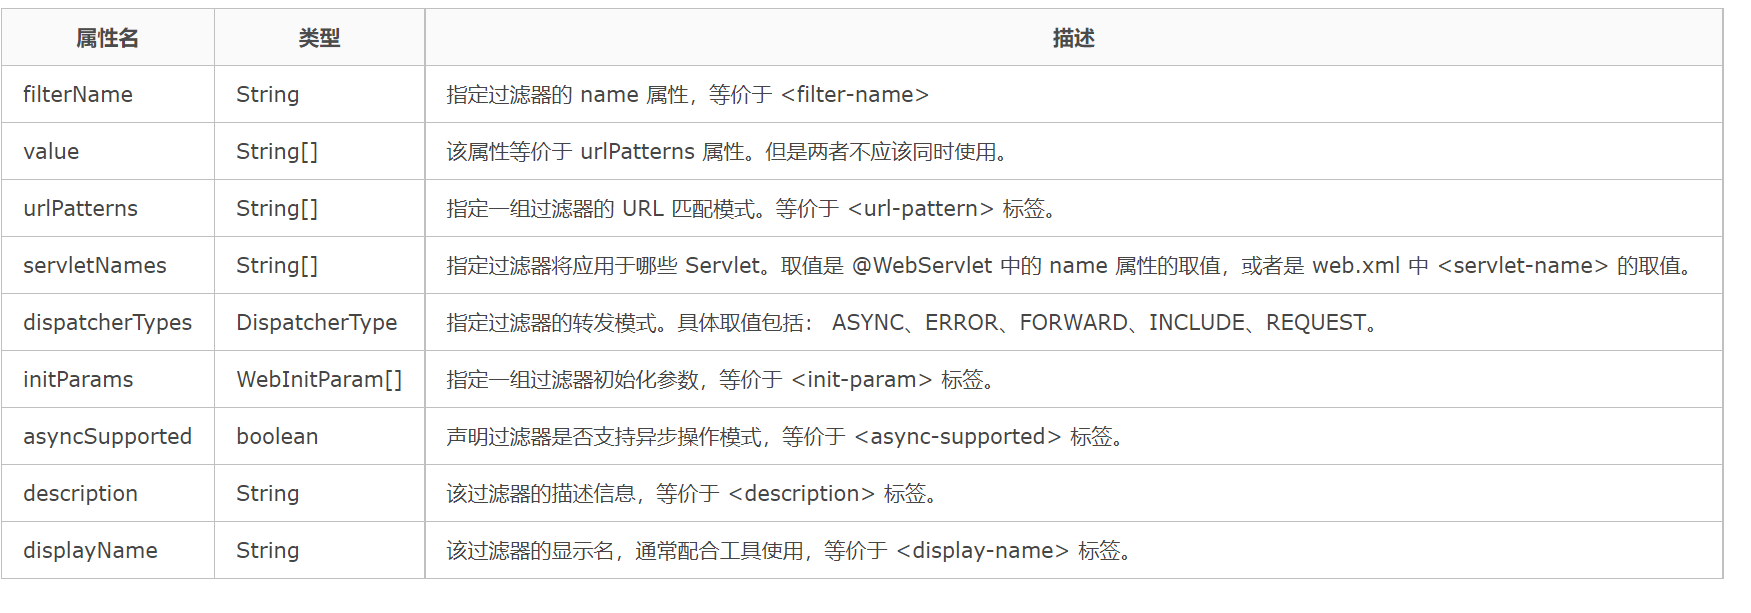 属性名 类型 描述
filterName String 指定过滤器的 name 属性，等价于 <filter-name>
value String[] 该属性等价于 urlPatterns 属性。但是两者不应该同时使用。
urlPatterns String[] 指定一组过滤器的 URL 匹配模式。等价于 <url-pattern> 标签。
servletNames String[] 指定过滤器将应用于哪些 Servlet。取值是 @WebServlet 中的 name 属性的取值，或者是 web.xml 中 <servlet-name> 的取值。
dispatcherTypes DispatcherType 指定过滤器的转发模式。具体取值包括： ASYNC、ERROR、FORWARD、INCLUDE、REQUEST。
initParams WebInitParam[] 指定一组过滤器初始化参数，等价于 <init-param> 标签。
asyncSupported boolean 声明过滤器是否支持异步操作模式，等价于 <async-supported> 标签。
description String 该过滤器的描述信息，等价于 <description> 标签。
displayName String 该过滤器的显示名，通常配合工具使用，等价于 <display-name> 标签。